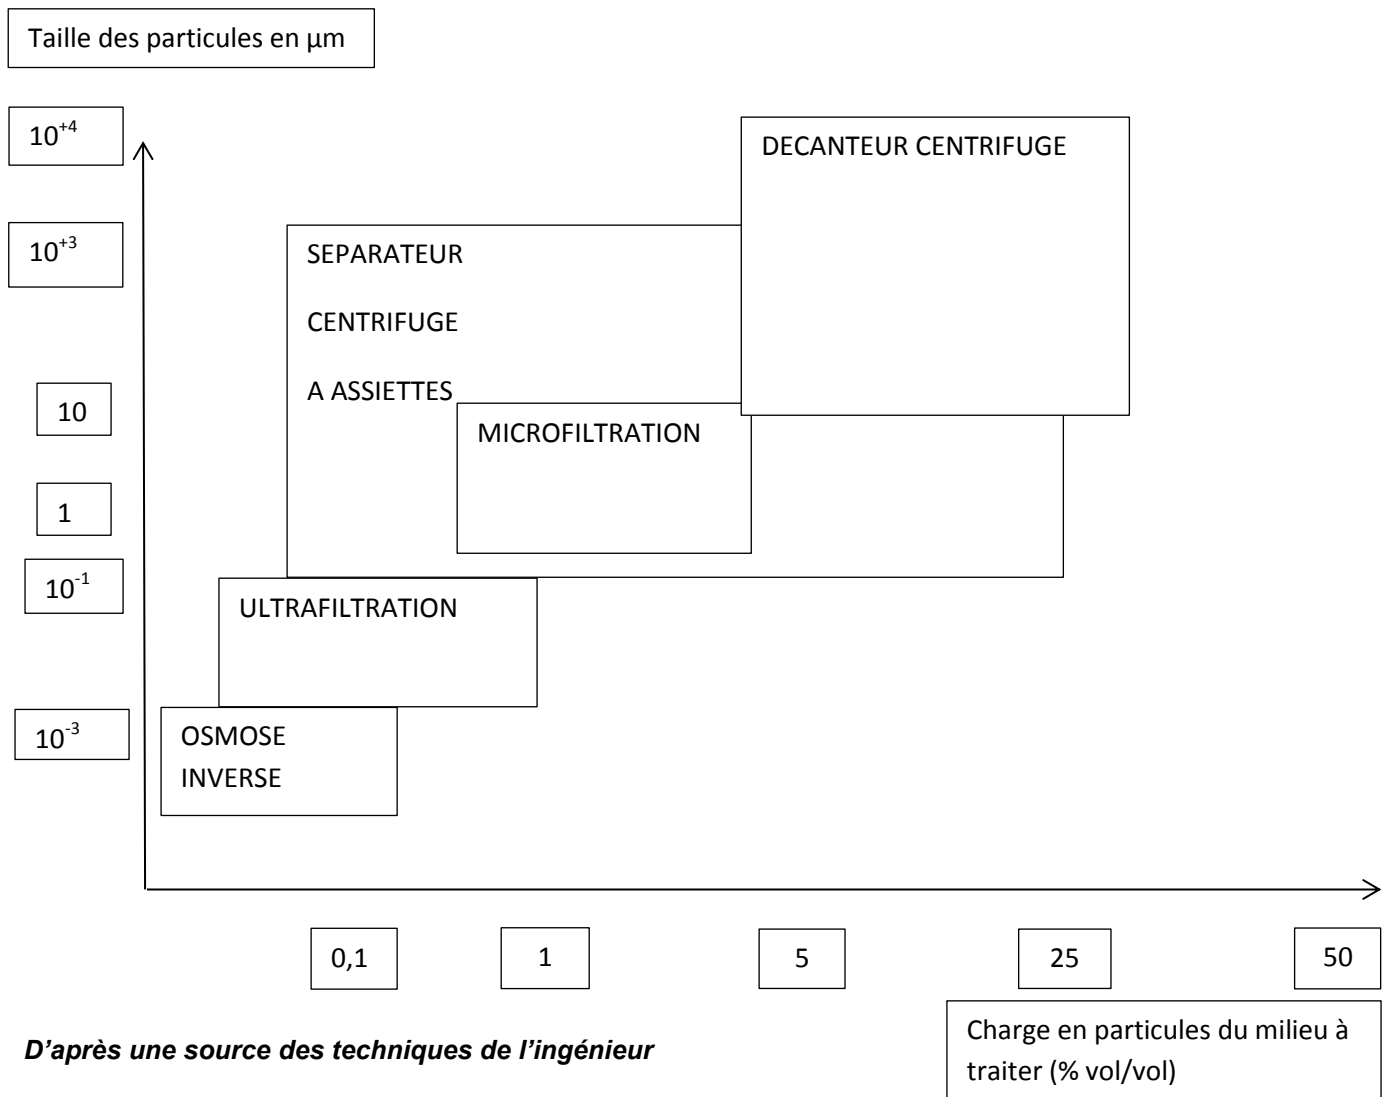 Taille des particules en µm
10+4
DECANTEUR CENTRIFUGE
10+3
SEPARATEUR
CENTRIFUGE
A ASSIETTES
10
MICROFILTRATION
1
10-1
ULTRAFILTRATION
10-3
OSMOSE
INVERSE
0,1
1
5
25
50
D'après une source des techniques de l'ingénieur
Charge en particules du milieu à
traiter (% vol/vol)